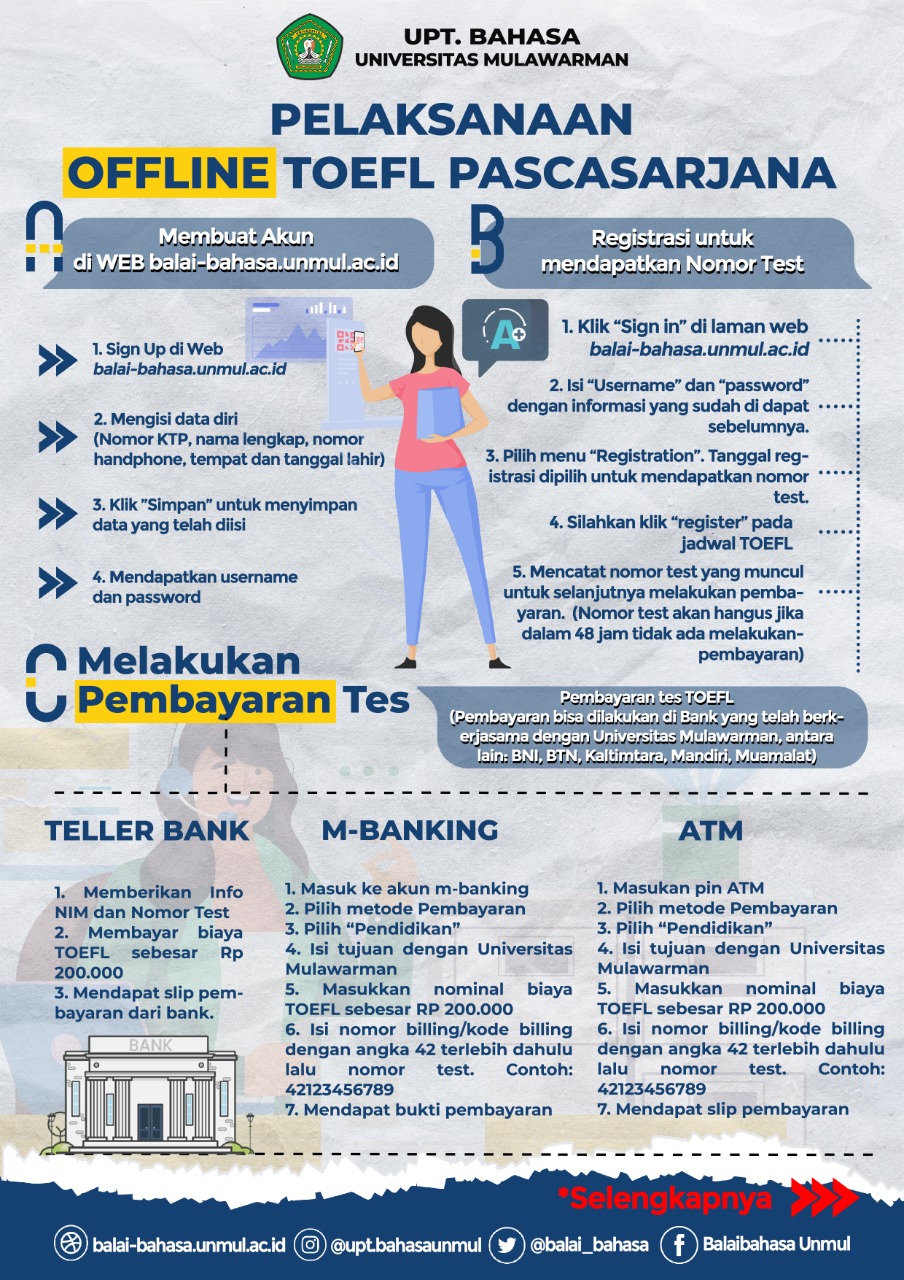 UPT. BAHASA
UNIVERSITAS MULAWARMAN
PELAKSANAAN
OFFLINE TOEFL PASCASARJANA
A
Membuat Akun
di WEB balai-bahasa.unmul.ac.id
1. Sign Up di Web
balai-bahasa.unmul.ac.id
2. Mengisi data diri
(Nomor KTP, nama lengkap, nomor
handphone, tempat dan tanggal lahir)
3. Klik ”Simpan” untuk menyimpan
data yang telah diisi
4. Mendapatkan username
dan password
B
Registrasi untuk
mendapatkan Nomor Test
A+
1. Klik “Sign in” di laman web
balai-bahasa.unmul.ac.id
2. Isi “Username” dan “password”
dengan informasi yang sudah di dapat
sebelumnya.
3. Pilih menu “Registration”. Tanggal reg-
istrasi dipilih untuk mendapatkan nomor
test.
4. Silahkan klik “register” pada
jadwal TOEFL
5. Mencatat nomor test yang muncul
untuk selanjutnya melakukan pemba-
yaran. (Nomor test akan hangus jika
dalam 48 jam tidak ada melakukan-
pembayaran)
C
Melakukan
Pembayaran Tes
Pembayaran tes TOEFL
(Pembayaran bisa dilakukan di Bank yang telah berk-
erjasama dengan Universitas Mulawarman, antara
lain: BNI, BTN, Kaltimtara, Mandiri, Muamalat)
TELLER BANK
1. Memberikan Info
NIM dan Nomor Test
2. Membayar biaya
TOEFL sebesar Rp
200.000
3. Mendapat slip pem-
bayaran dari bank.
BANK
M-BANKING
1. Masuk ke akun m-banking
2. Pilih metode Pembayaran
3. Pilih “Pendidikan”
4. Isi tujuan dengan Universitas
Mulawarman
5. Masukkan nominal biaya
TOEFL sebesar RP 200.000
6. Isi nomor billing/kode billing
dengan angka 42 terlebih dahulu
lalu nomor test. Contoh:
42123456789
7. Mendapat bukti pembayaran
ATM
1. Masukan pin ATM
2. Pilih metode Pembayaran
3. Pilih “Pendidikan”
4. Isi tujuan dengan Universitas
Mulawarman
5. Masukkan nominal biaya
TOEFL sebesar RP 200.000
6. Isi nomor billing/kode billing
dengan angka 42 terlebih dahulu
lalu nomor test. Contoh:
42123456789
7. Mendapat slip pembayaran
*Selengkapnya
balai-bahasa.unmul.ac.id @upt.bahasaunmul @balai_bahasa Balaibahasa Unmul